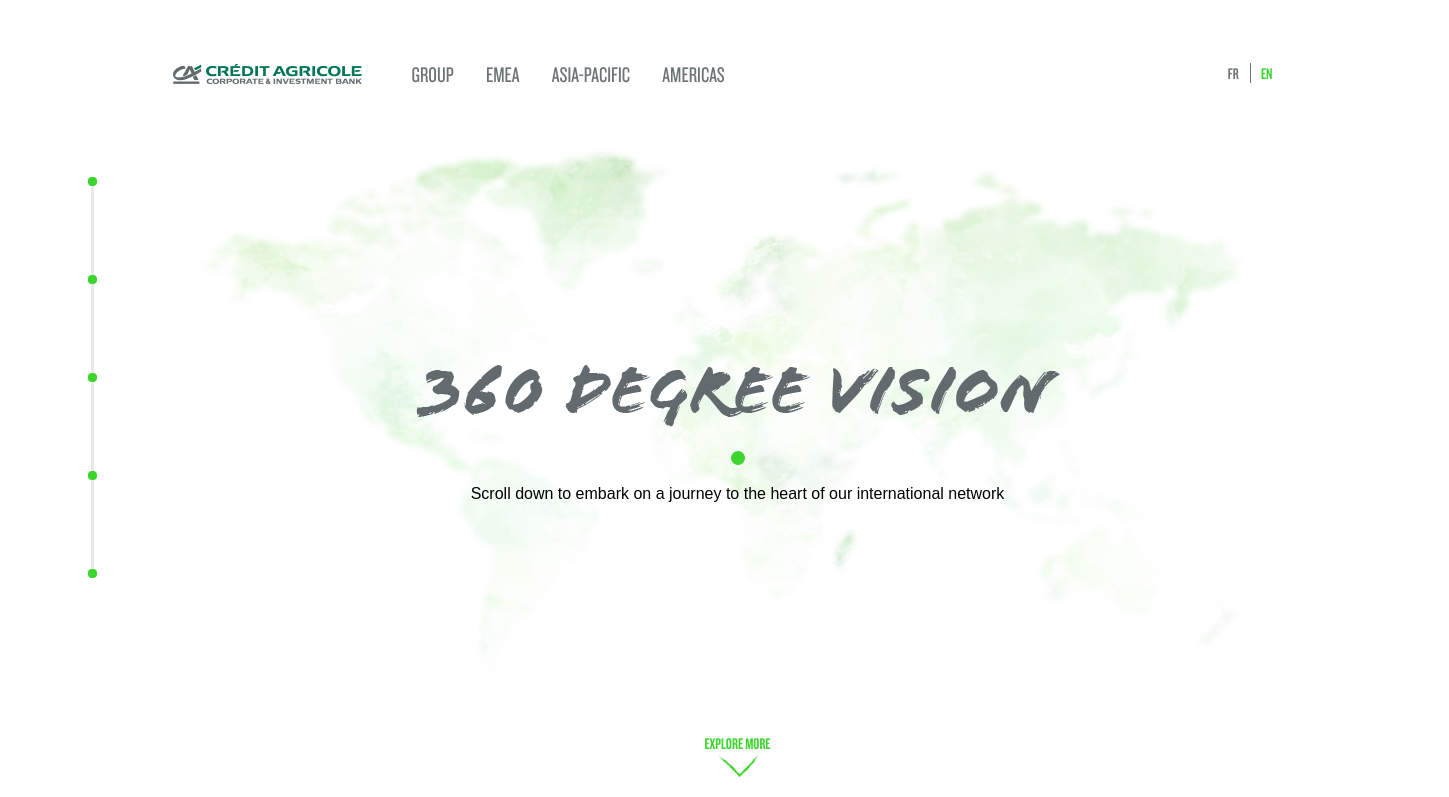 CRÉDIT AGRICOLE
CORPORATE & INVESTMENT BANK
GROUP
EMEA
ASIA-PACIFIC
AMERICAS
FR
EN
360 DEGREE VISION
Scroll down to embark on a journey to the heart of our international network
EXPLORE MORE